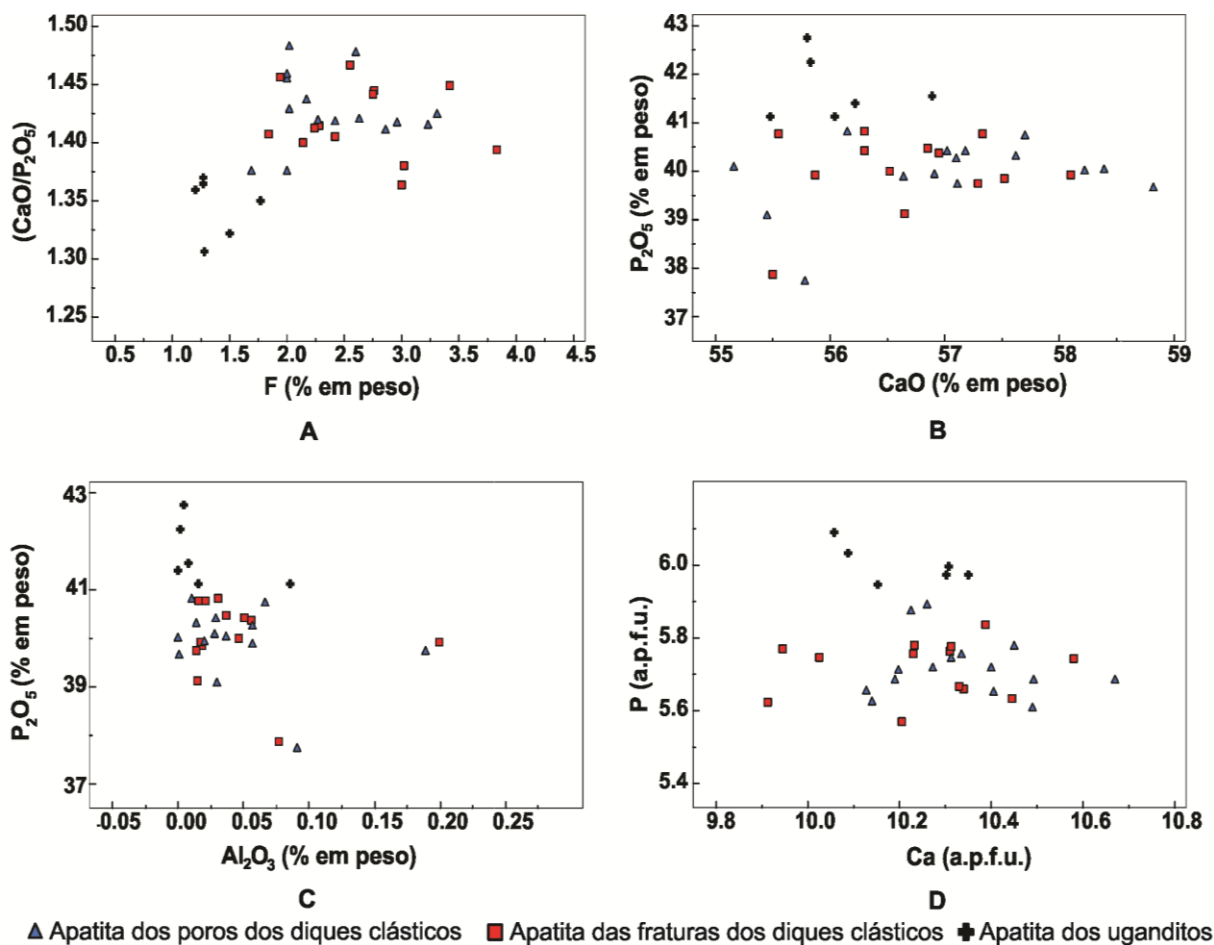 (CaO/P₂O₅)
1.50
1.45
1.40
1.35
1.30
1.25
0.5 1.0 1.5 2.0 2.5 3.0 3.5 4.0 4.5
F (% em peso)
A
P₂O₅ (% em peso)
43
42
41
40
39
38
37
55 56 57 58 59
CaO (% em peso)
B
P₂O₅ (% em peso)
43
41
39
37
-0.05 0.00 0.05 0.10 0.15 0.20 0.25
Al₂O₃ (% em peso)
C
P (a.p.f.u.)
6.0
5.8
5.6
5.4
9.8 10.0 10.2 10.4 10.6 10.8
Ca (a.p.f.u.)
D
Apatita dos poros dos diques clásticos Apatita das fraturas dos diques clásticos Apatita dos uganditos